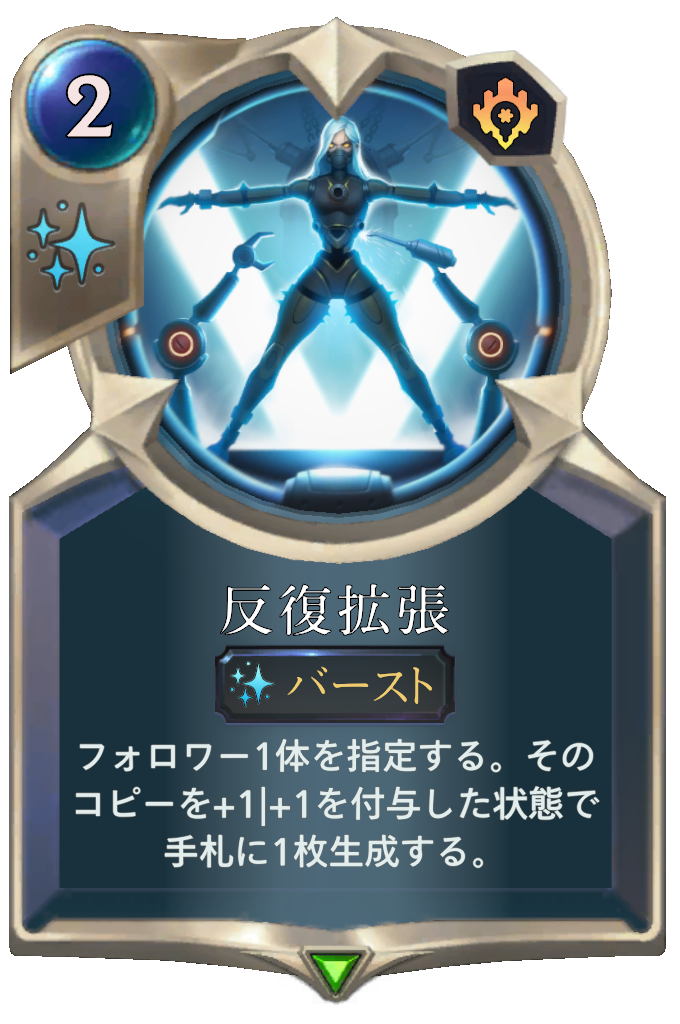 2
反復拡張
バースト
フォロワー1体を指定する。その
コピーを+1|+1を付与した状態で
手札に1枚生成する。